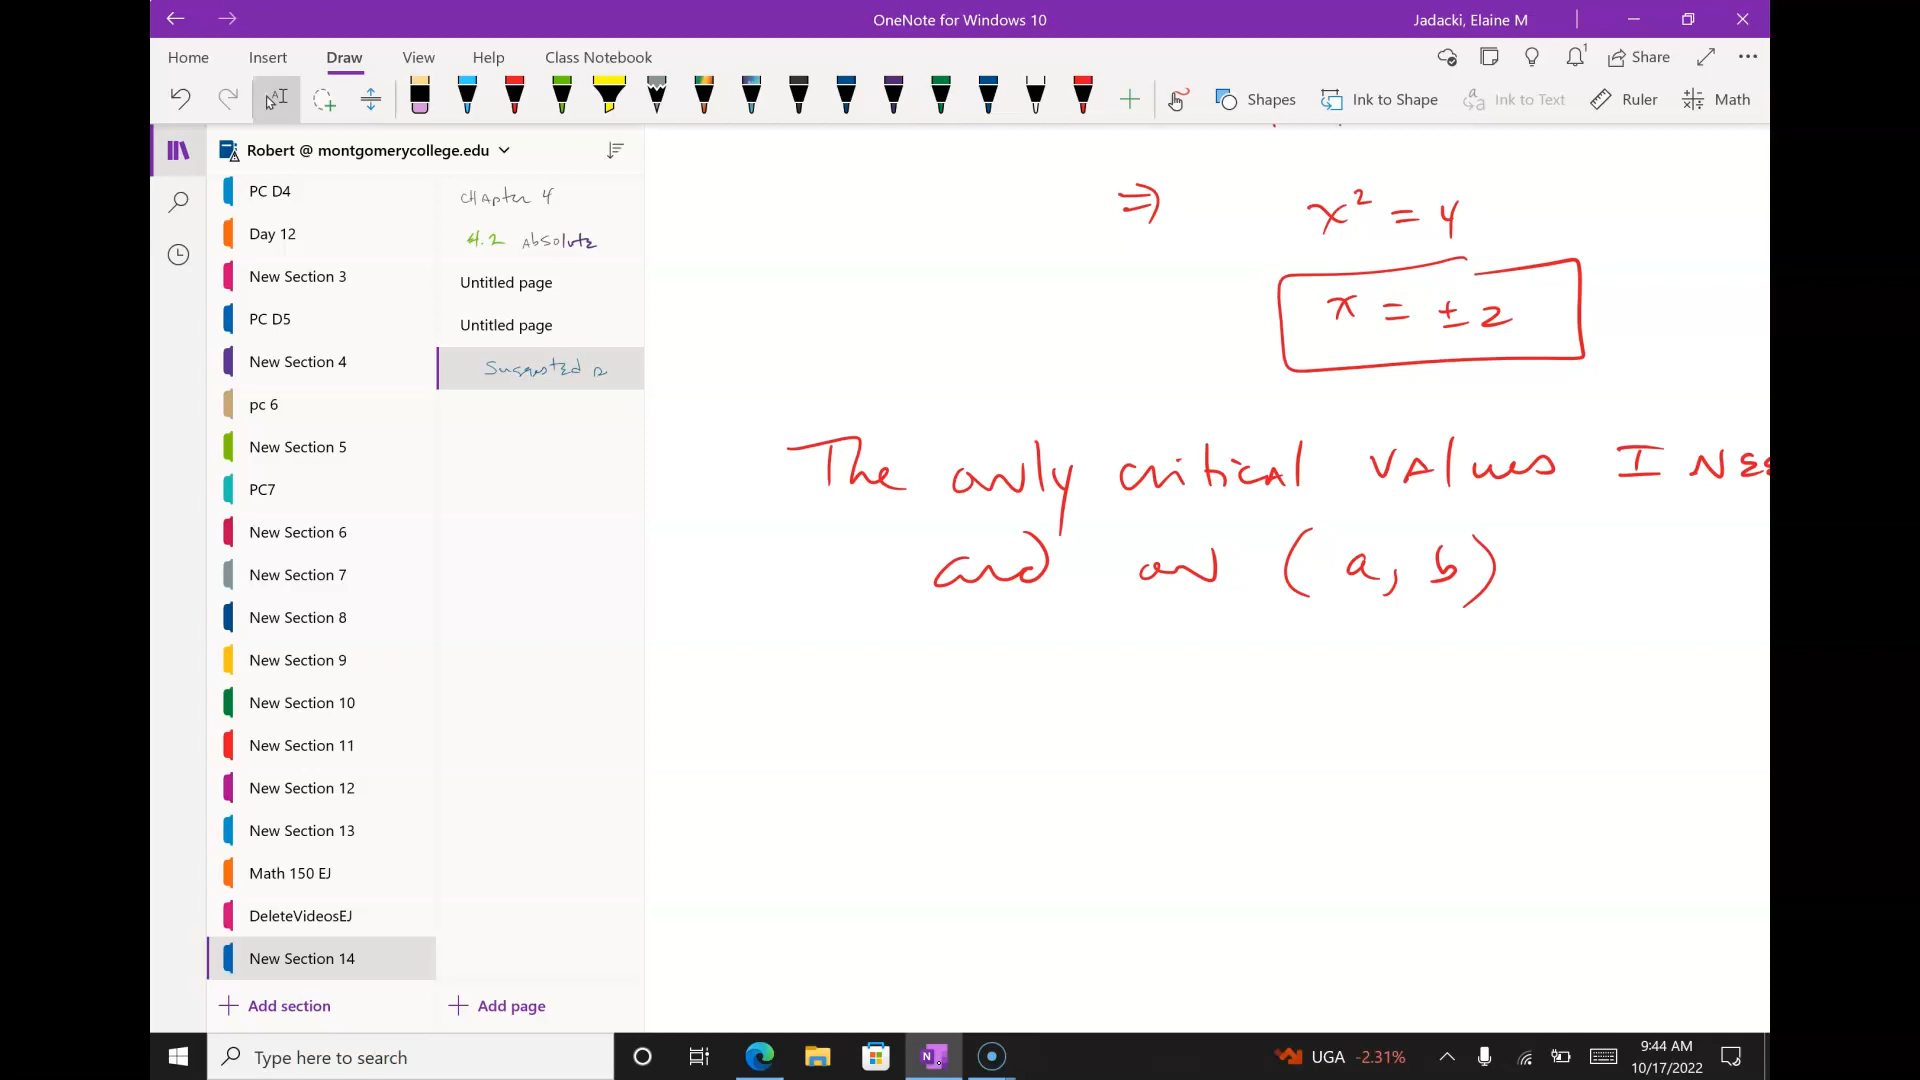 OneNote for Windows 10
Jadacki, Elaine M
Home Insert Draw View Help Class Notebook
1 Share
Shapes Ink to Shape Ink to Text Ruler Math
Robert @ montgomerycollege.edu
PC D4
Day 12
New Section 3
PC D5
New Section 4
pc 6
New Section 5
PC7
New Section 6
New Section 7
New Section 8
New Section 9
New Section 10
New Section 11
New Section 12
New Section 13
Math 150 EJ
DeleteVideosEJ
New Section 14
Add section
Chapter 4
4.2 Absolute
Untitled page
Untitled page
Suggested
Add page
⇒ x² = 4
x = ± 2
The only critical values I NEE
and on (a, b)
Type here to search
UGA -2.31%
9:44 AM
10/17/2022